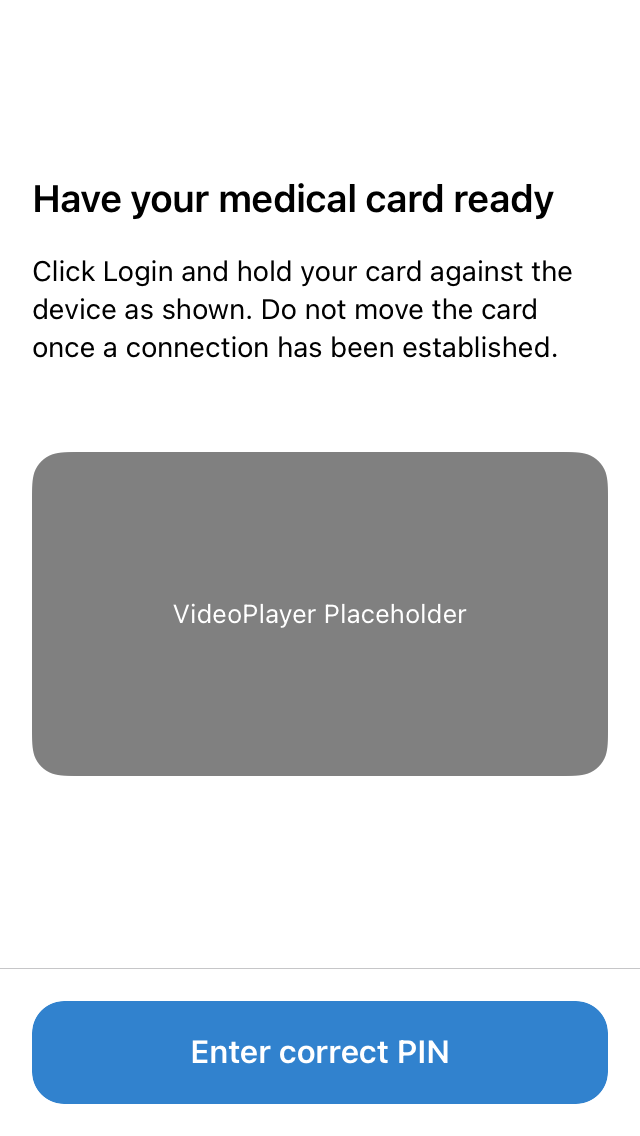 Have your medical card ready
Click Login and hold your card against the
device as shown. Do not move the card
once a connection has been established.
VideoPlayer Placeholder
Enter correct PIN